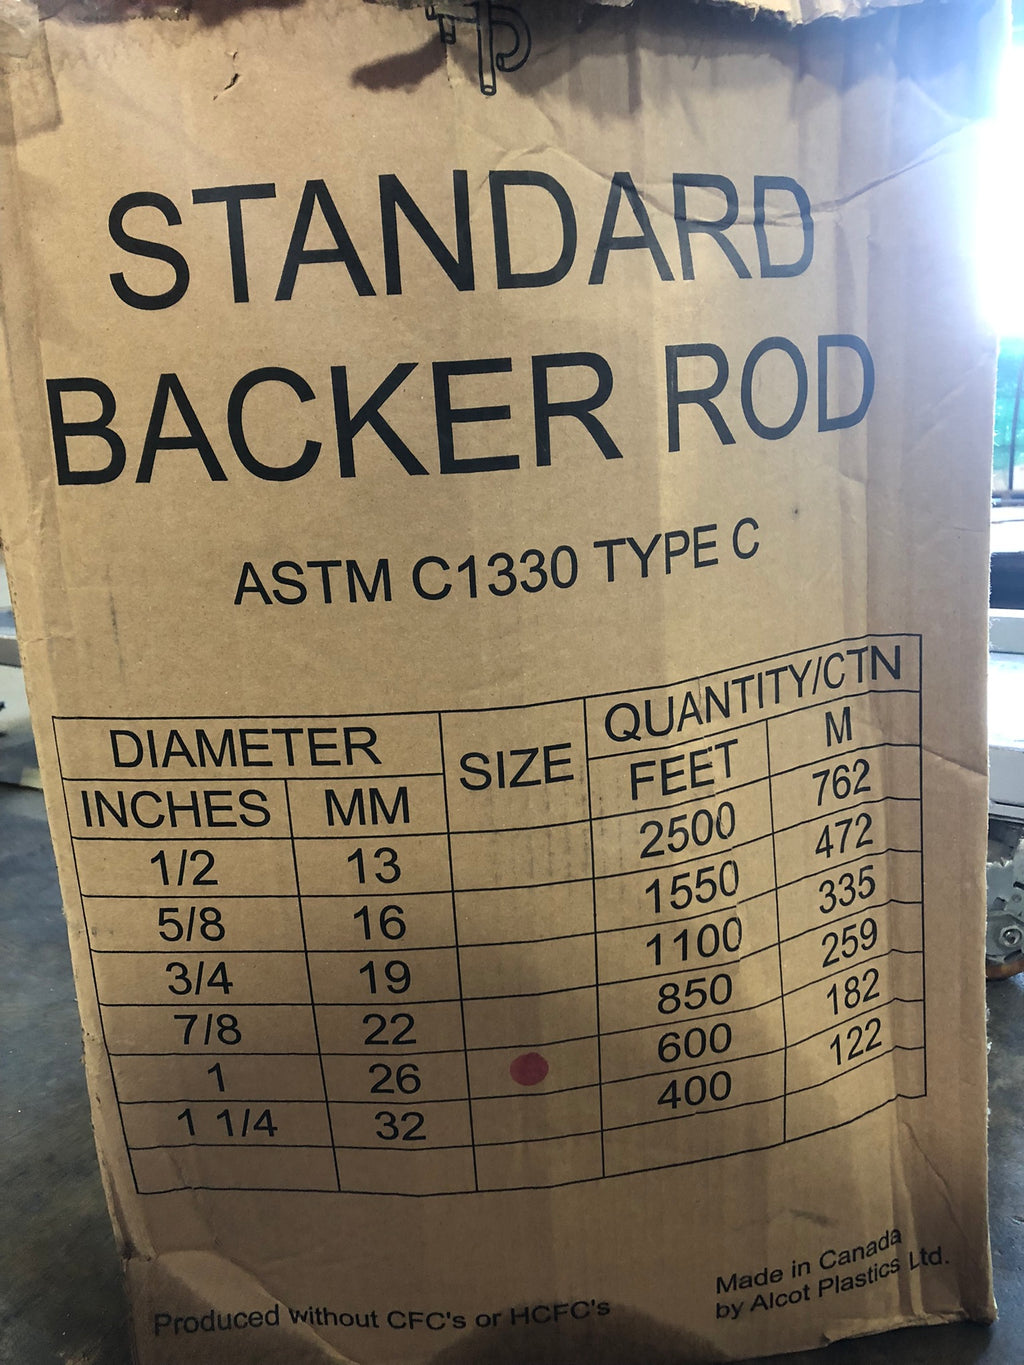 STANDARD
BACKER ROD
ASTM C1330 TYPE C
DIAMETER SIZE QUANTITY/CTN
INCHES MM FEET M
1/2 13 2500 762
5/8 16 1550 472
3/4 19 1100 335
7/8 22 850 259
1 26 600 182
1 1/4 32 400 122
Produced without CFC's or HCFC's
Made in Canada
by Alcot Plastics Ltd.